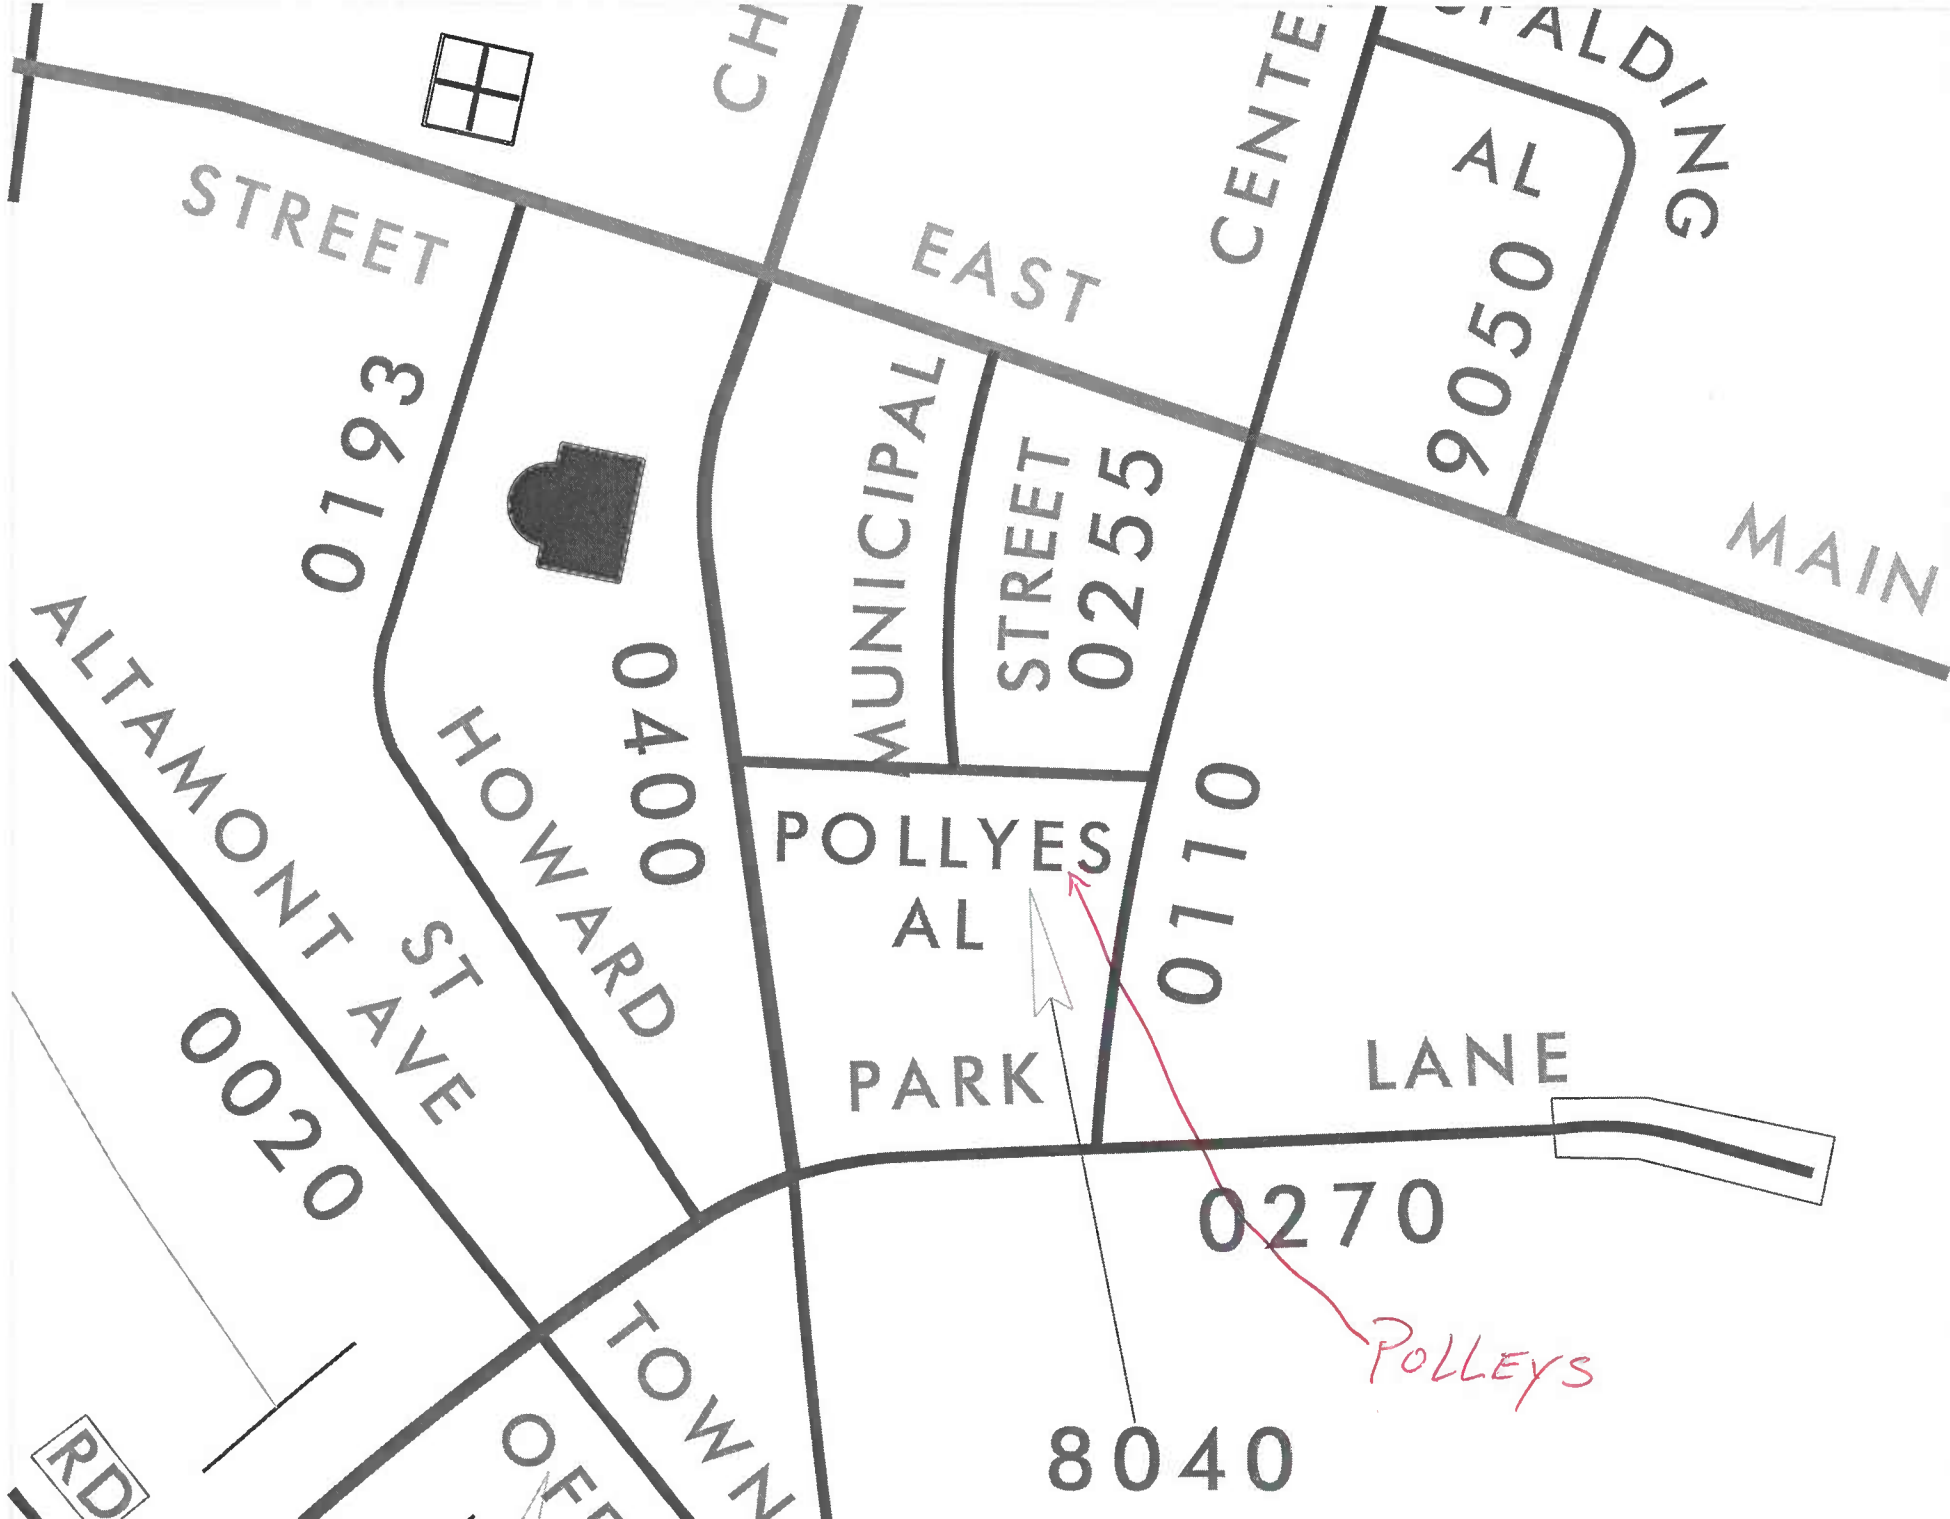 CH
CENTE
SPALDING
AL
9050
STREET
EAST
MAIN
0193
MUNICIPAL
STREET
0255
ALTAMONT AVE
0400
HOWARD
ST
POLLYES
AL
0110
0020
PARK
LANE
0270
POLLEYS
TOWN
8040
RD